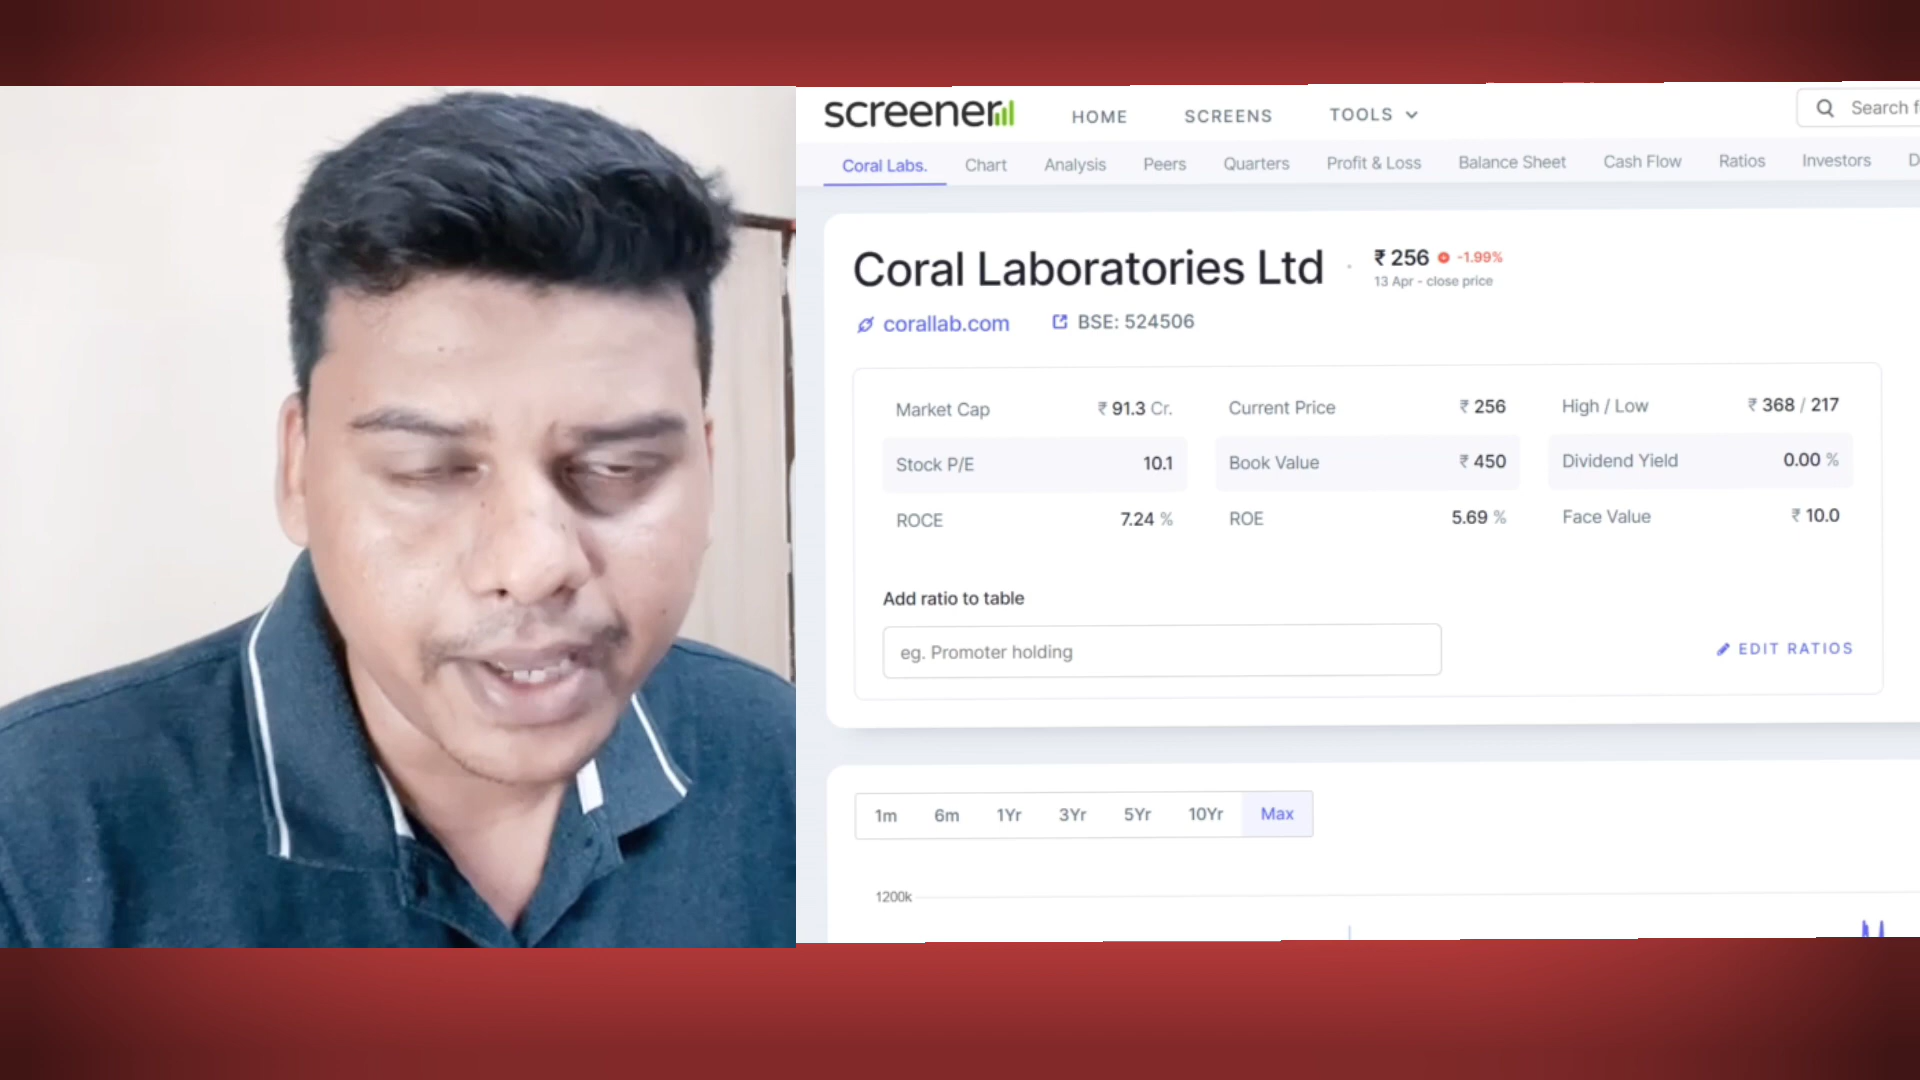 screener
HOME SCREENS TOOLS
Search f
Coral Labs. Chart Analysis Peers Quarters Profit & Loss Balance Sheet Cash Flow Ratios Investors D
Coral Laboratories Ltd
₹ 256 -1.99%
13 Apr - close price
corallab.com BSE: 524506
Market Cap ₹ 91.3 Cr. Current Price ₹ 256 High / Low ₹ 368 / 217
Stock P/E 10.1 Book Value ₹ 450 Dividend Yield 0.00 %
ROCE 7.24 % ROE 5.69 % Face Value ₹ 10.0
Add ratio to table
eg. Promoter holding
EDIT RATIOS
1m 6m 1Yr 3Yr 5Yr 10Yr Max
1200k